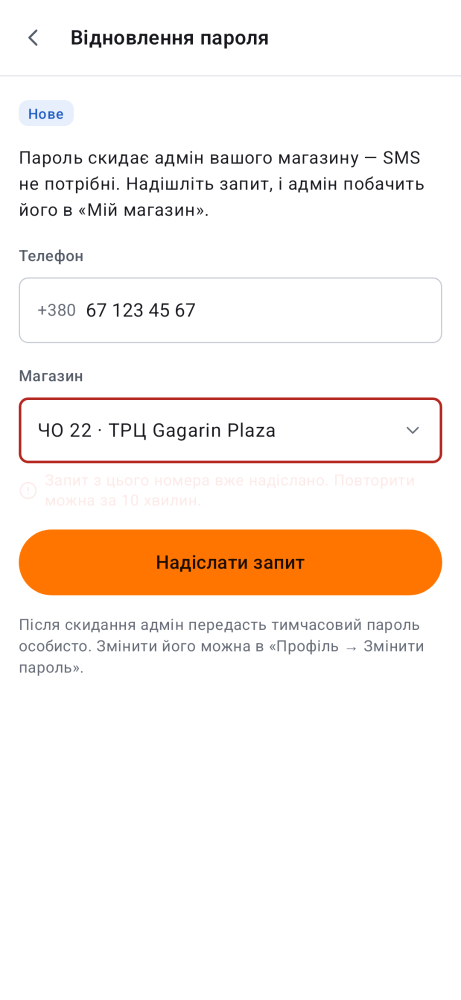 Відновлення пароля
Нове
Пароль скидає адмін вашого магазину — SMS
не потрібні. Надішліть запит, і адмін побачить
його в «Мій магазин».
Телефон
+380 67 123 45 67
Магазин
ЧО 22 · ТРЦ Gagarin Plaza
Запит з цього номера вже надіслано. Повторити
можна за 10 хвилин.
Надіслати запит
Після скидання адмін передасть тимчасовий пароль
особисто. Змінити його можна в «Профіль → Змінити
пароль».